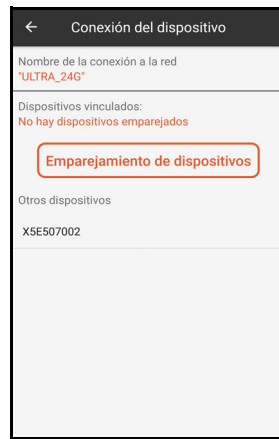 Conexión del dispositivo
Nombre de la conexión a la red
"ULTRA_24G"
Dispositivos vinculados:
No hay dispositivos emparejados
Emparejamiento de dispositivos
Otros dispositivos
X5E507002